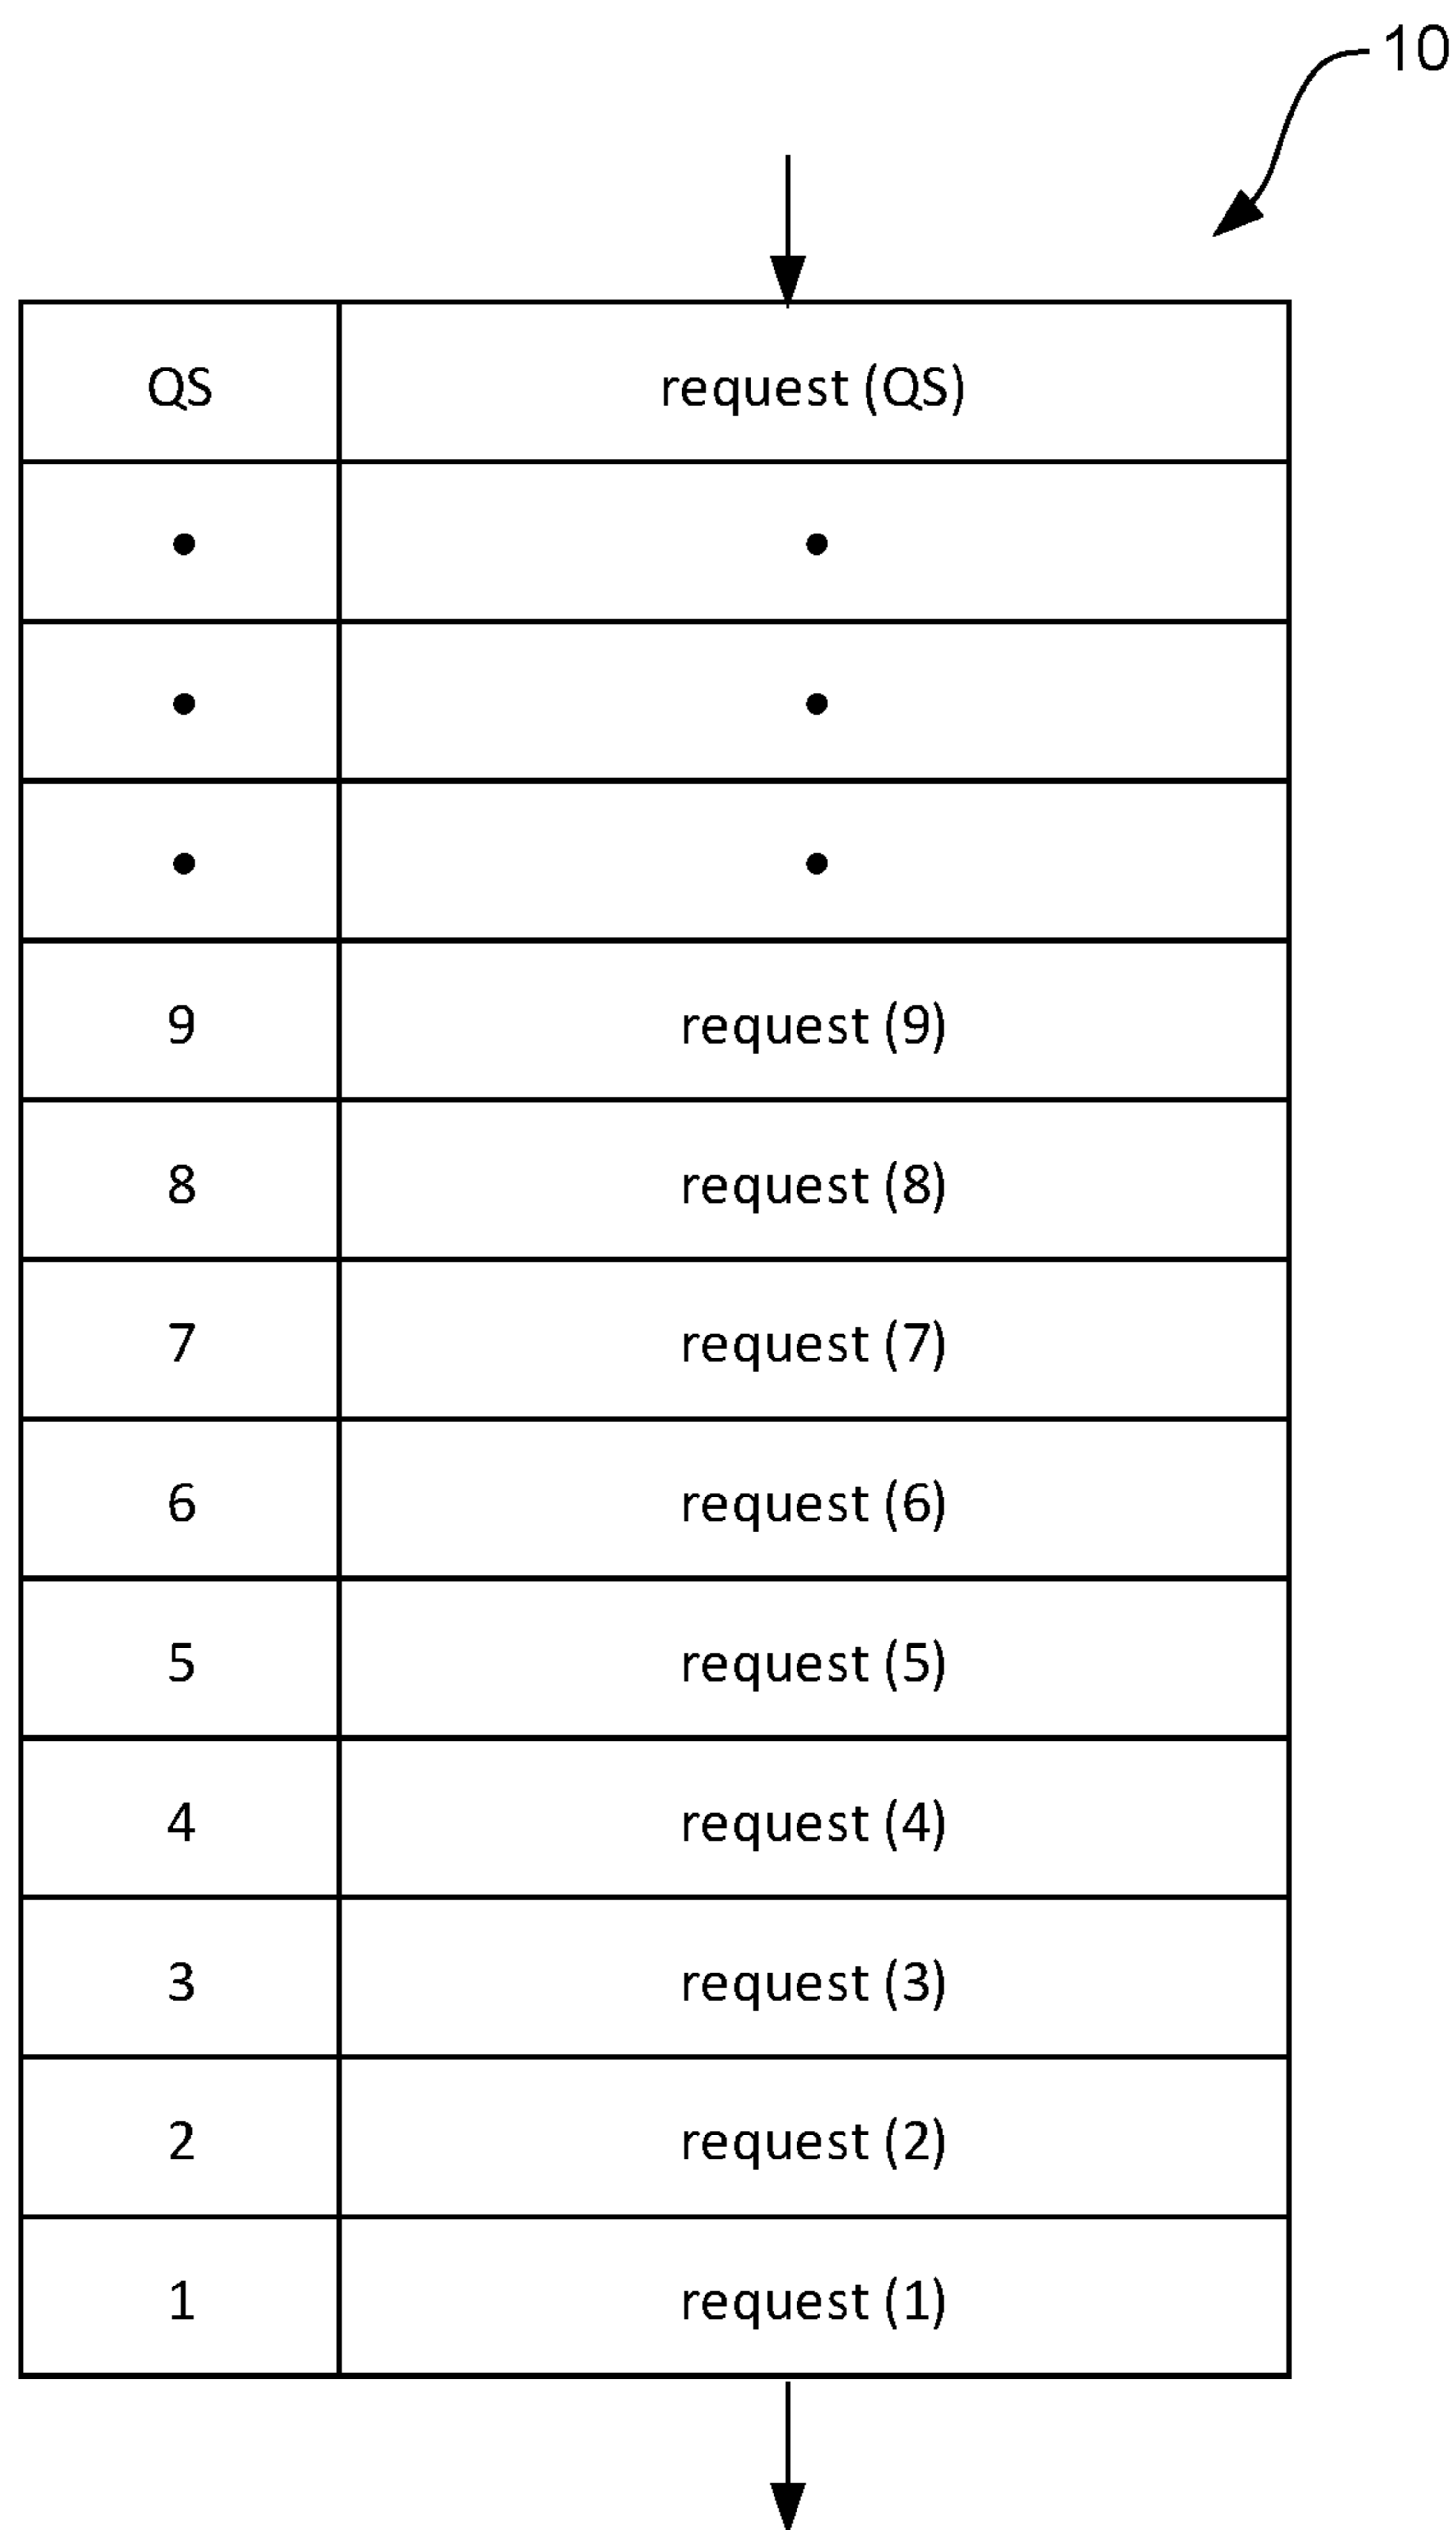 10
QS request (QS)
• •
• •
• •
9 request (9)
8 request (8)
7 request (7)
6 request (6)
5 request (5)
4 request (4)
3 request (3)
2 request (2)
1 request (1)